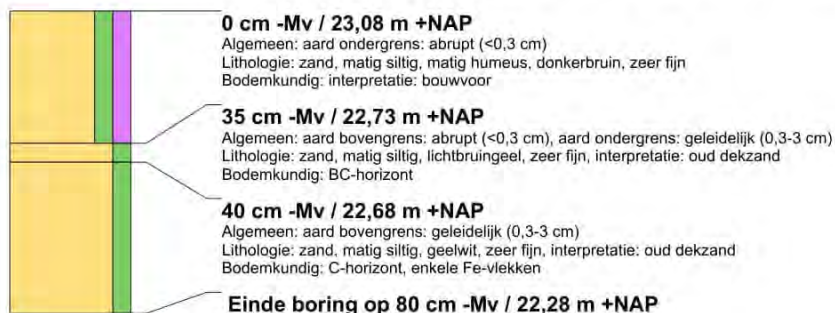 0 cm -Mv / 23,08 m +NAP
Algemeen: aard ondergrens: abrupt (<0,3 cm)
Lithologie: zand, matig siltig, matig humeus, donkerbruin, zeer fijn
Bodemkundig: interpretatie: bouwvoor
35 cm -Mv / 22,73 m +NAP
Algemeen: aard bovengrens: abrupt (<0,3 cm), aard ondergrens: geleidelijk (0,3-3 cm)
Lithologie: zand, matig siltig, lichtbruingeel, zeer fijn, interpretatie: oud dekzand
Bodemkundig: BC-horizont
40 cm -Mv / 22,68 m +NAP
Algemeen: aard bovengrens: geleidelijk (0,3-3 cm)
Lithologie: zand, matig siltig, geelwit, zeer fijn, interpretatie: oud dekzand
Bodemkundig: C-horizont, enkele Fe-vlekken
Einde boring op 80 cm -Mv / 22,28 m +NAP